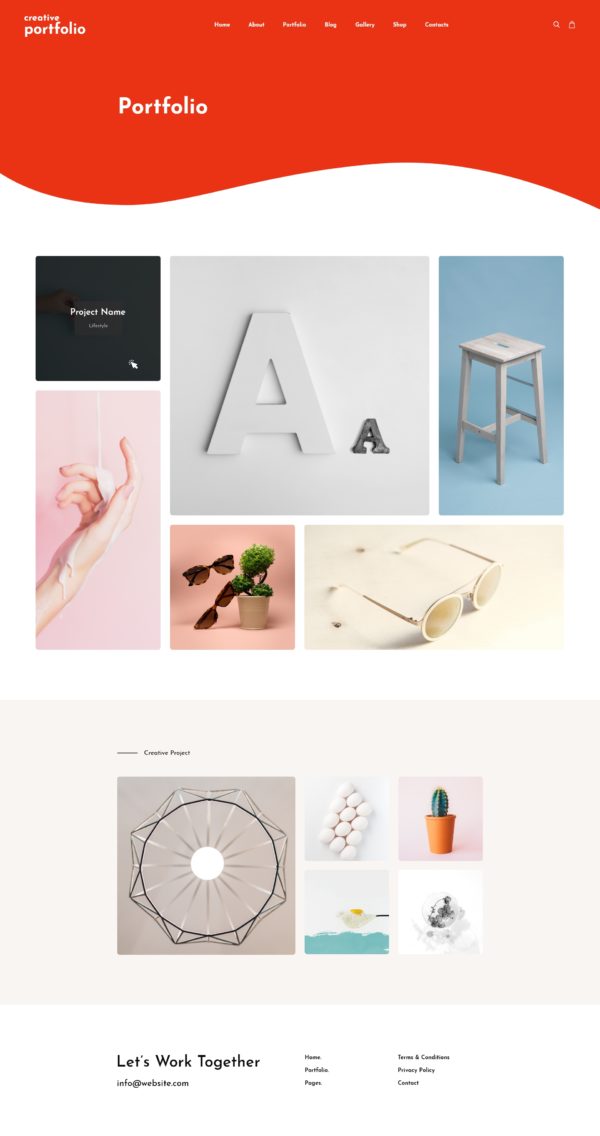 creative
portfolio
Home About Portfolio Blog Gallery Shop Contacts
Portfolio
Project Name
Lifestyle
A
A
Creative Project
Let's Work Together
info@website.com
Home.
Portfolio.
Pages.
Terms & Conditions
Privacy Policy
Contact